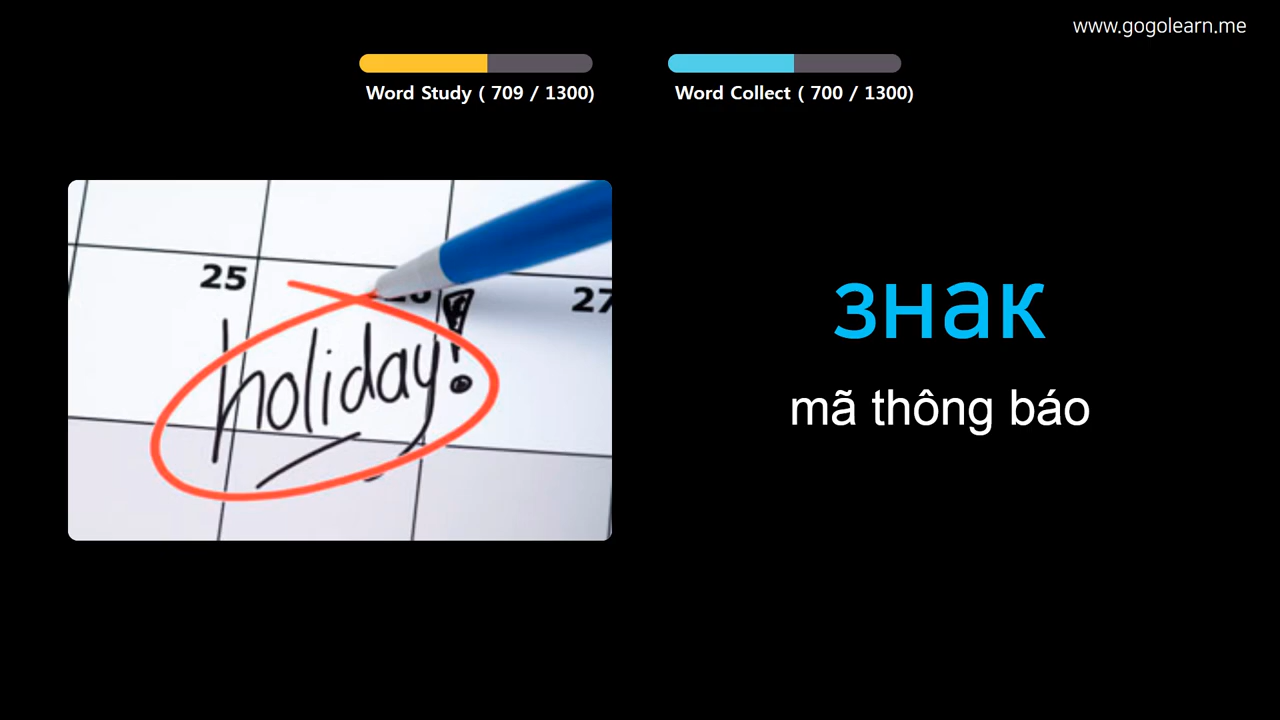 www.gogolearn.me
Word Study ( 709 / 1300)
Word Collect ( 700 / 1300)
25
27
holiday!
знак
mã thông báo